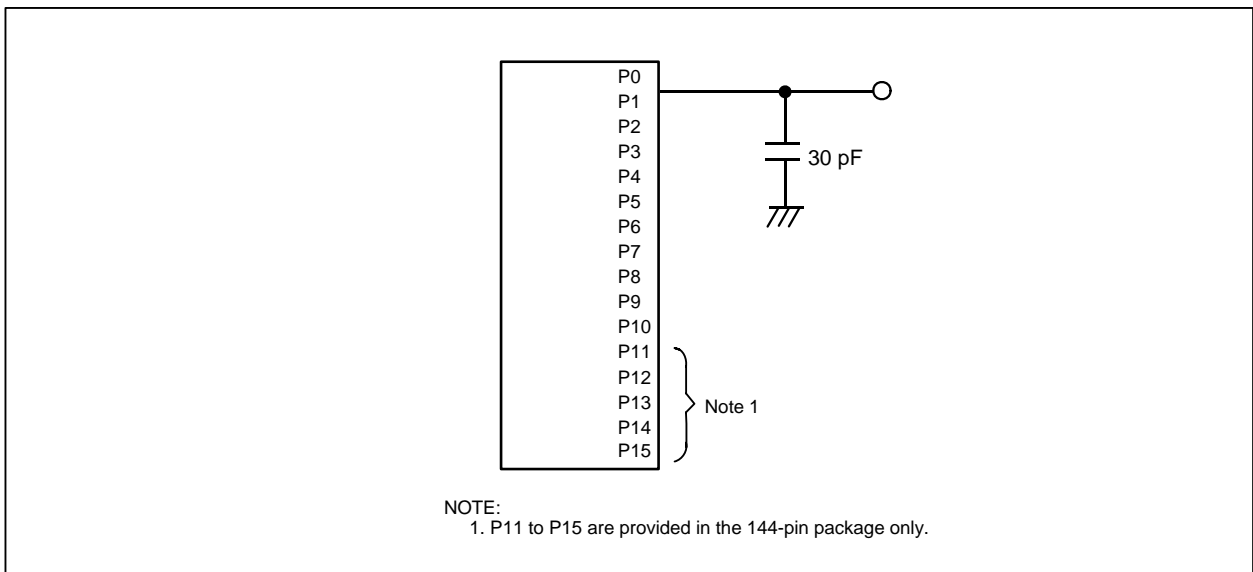 P0
P1
P2
P3
30 pF
P4
P5
P6
P7
P8
P9
P10
P11
P12
P13
Note 1
P14
P15
NOTE:
1. P11 to P15 are provided in the 144-pin package only.